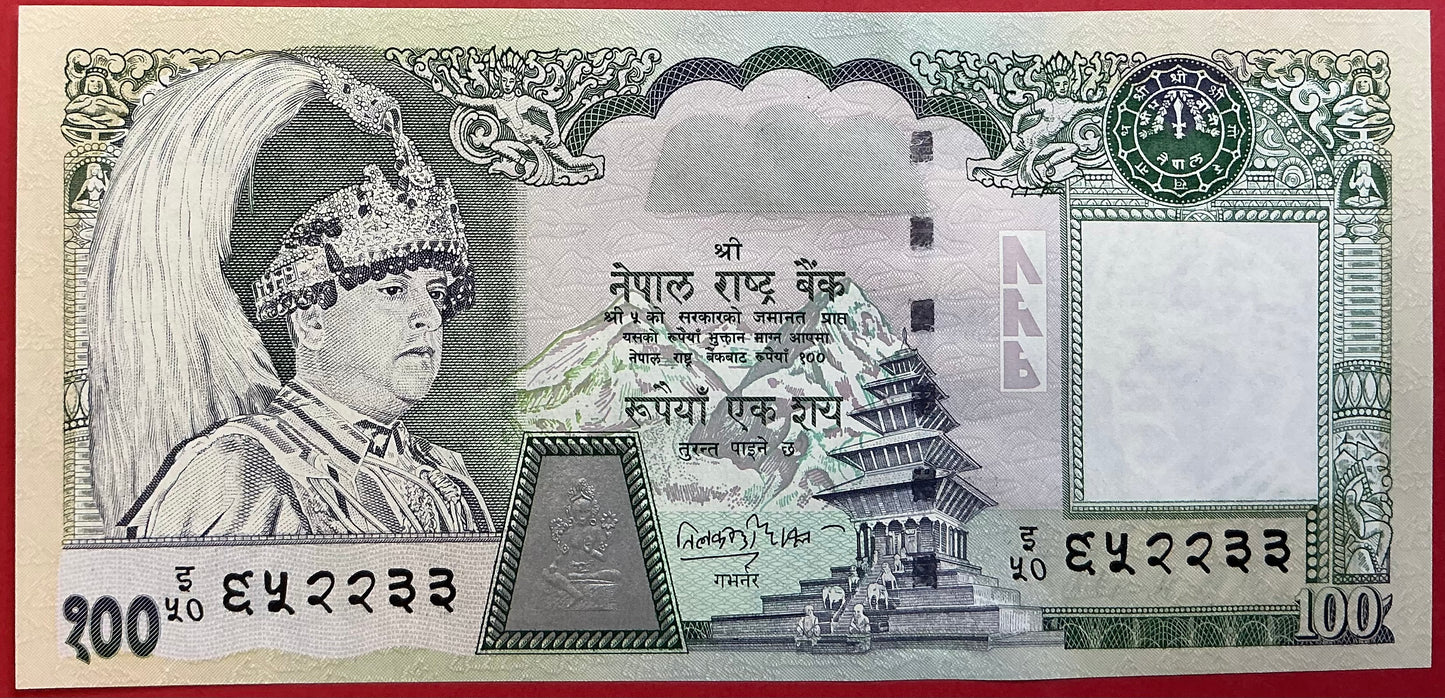 श्री
नेपाल राष्ट्र बैंक
श्री ५ को सरकारको जमानत प्राप्त
यसको रूपैयाँ भुक्तान माग्न आएमा
नेपाल राष्ट्र बैंकबाट रूपैयाँ १००
रूपैयाँ एक शय
तुरन्त पाइने छ
गभर्नर
नेपाल
NRB
इ
५० ६५२२३३
इ
५० ६५२२३३
१००
100